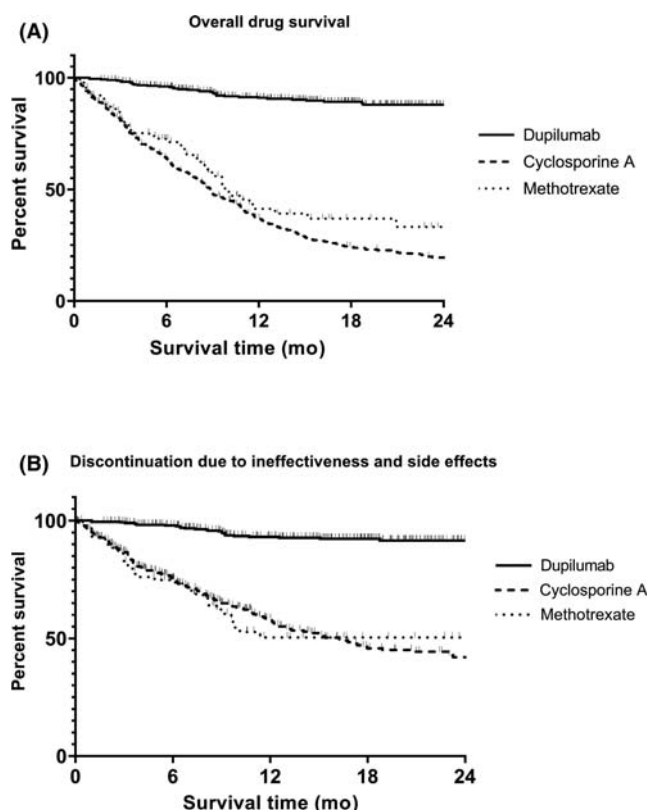 (A)
Overall drug survival
Percent survival
100
50
0
0 6 12 18 24
Survival time (mo)
Dupilumab
Cyclosporine A
Methotrexate
(B) Discontinuation due to ineffectiveness and side effects
Percent survival
100
50
0
0 6 12 18 24
Survival time (mo)
Dupilumab
Cyclosporine A
Methotrexate